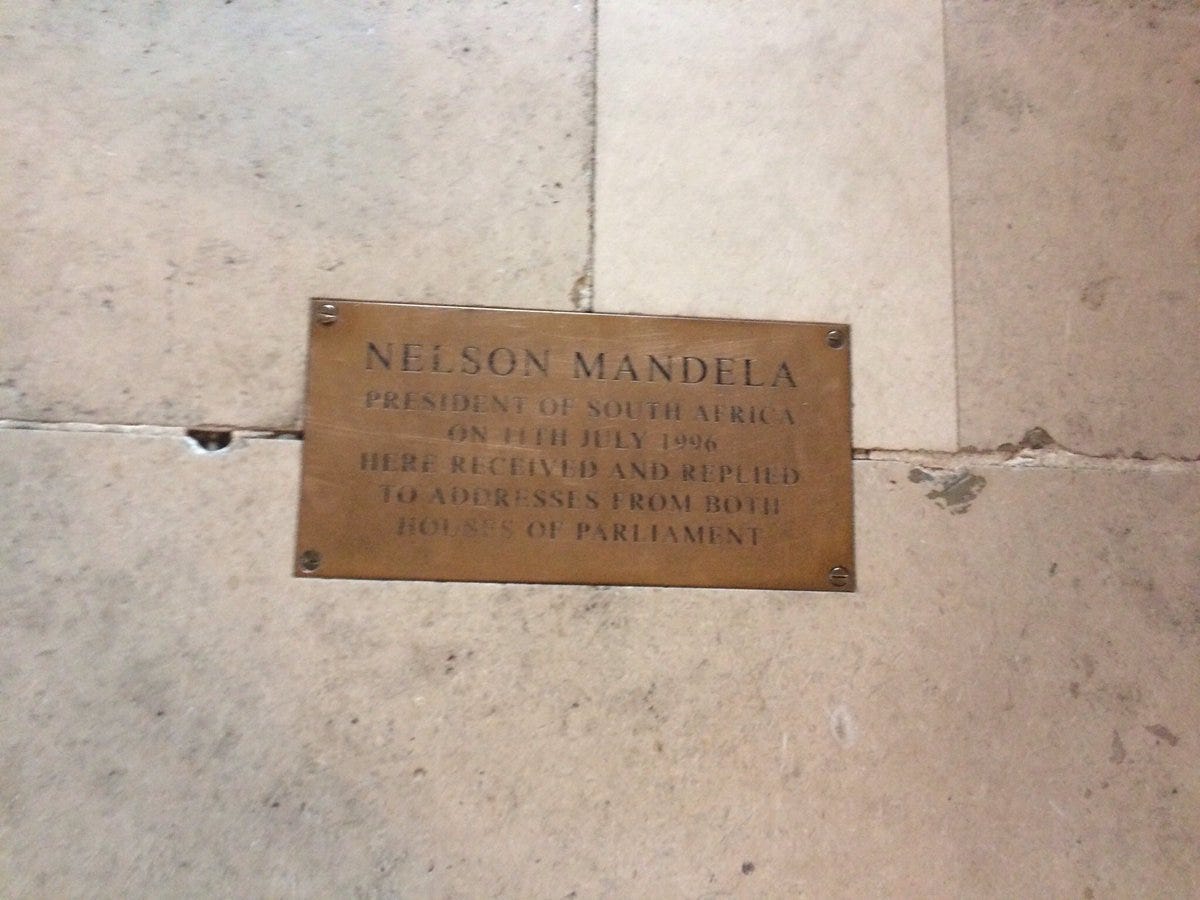 NELSON MANDELA
PRESIDENT OF SOUTH AFRICA
ON 11TH JULY 1996
HERE RECEIVED AND REPLIED
TO ADDRESSES FROM BOTH
HOUSES OF PARLIAMENT